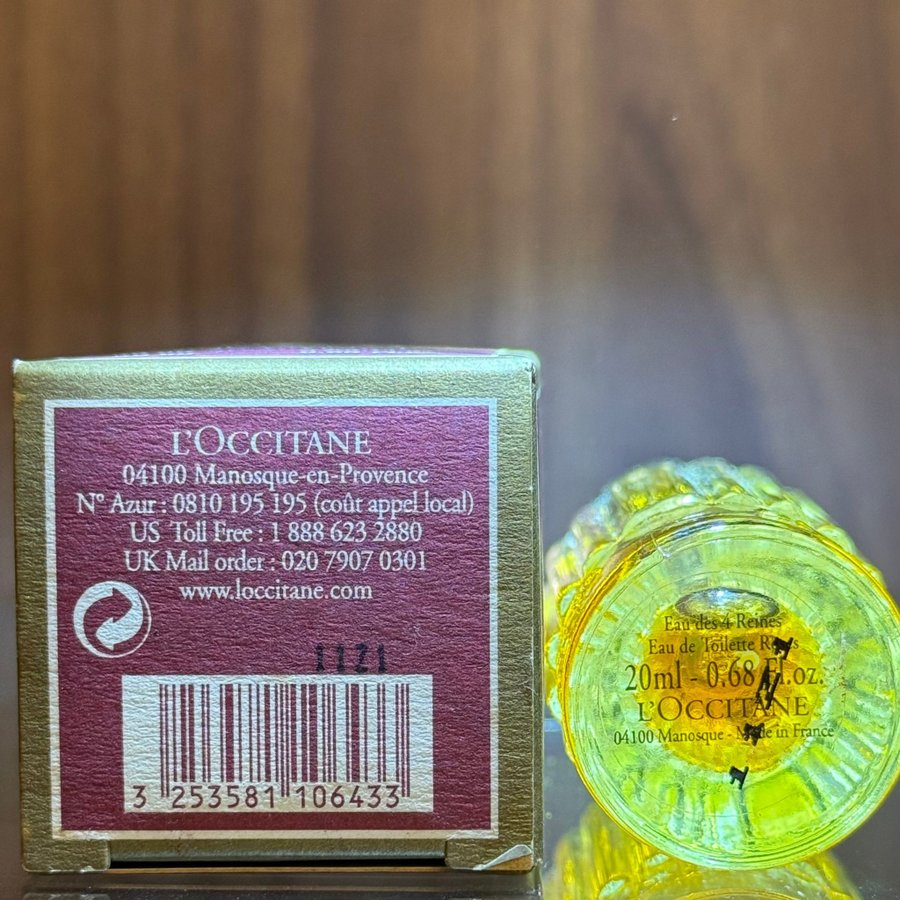 L'OCCITANE
04100 Manosque-en-Provence
N° Azur : 0810 195 195 (coût appel local)
US Toll Free : 1 888 623 2880
UK Mail order : 020 7907 0301
www.loccitane.com
1121
3 253581 106433
Eau des 4 Reines
Eau de Toilette Roses
20ml - 0.68 Fl.oz.
L'OCCITANE
04100 Manosque - Made in France